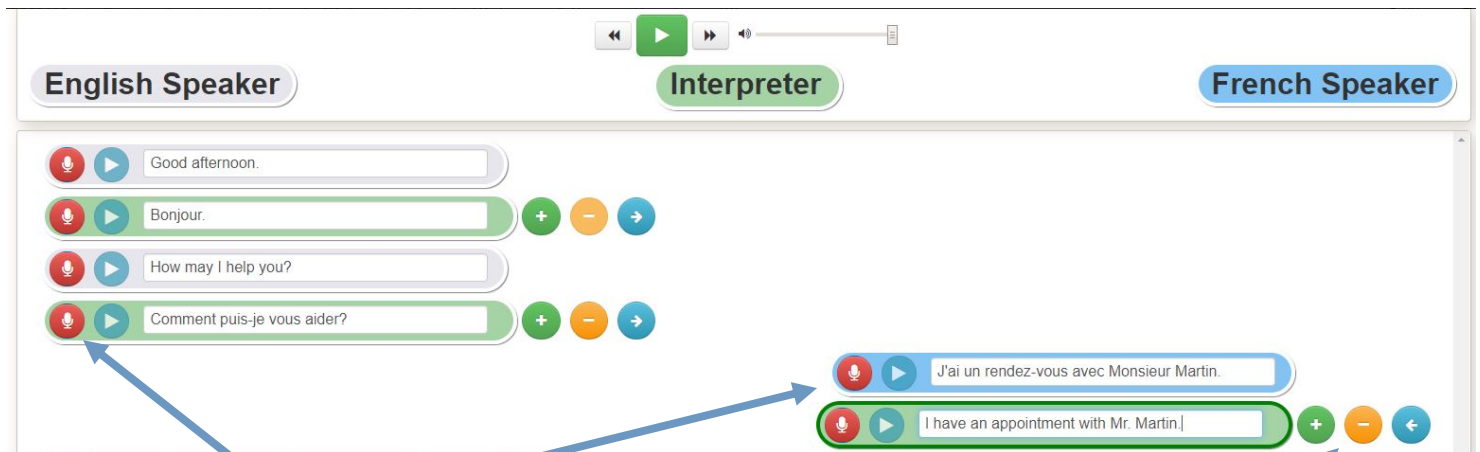 English Speaker Interpreter French Speaker
Good afternoon.
Bonjour.
How may I help you?
Comment puis-je vous aider?
J'ai un rendez-vous avec Monsieur Martin.
I have an appointment with Mr. Martin.